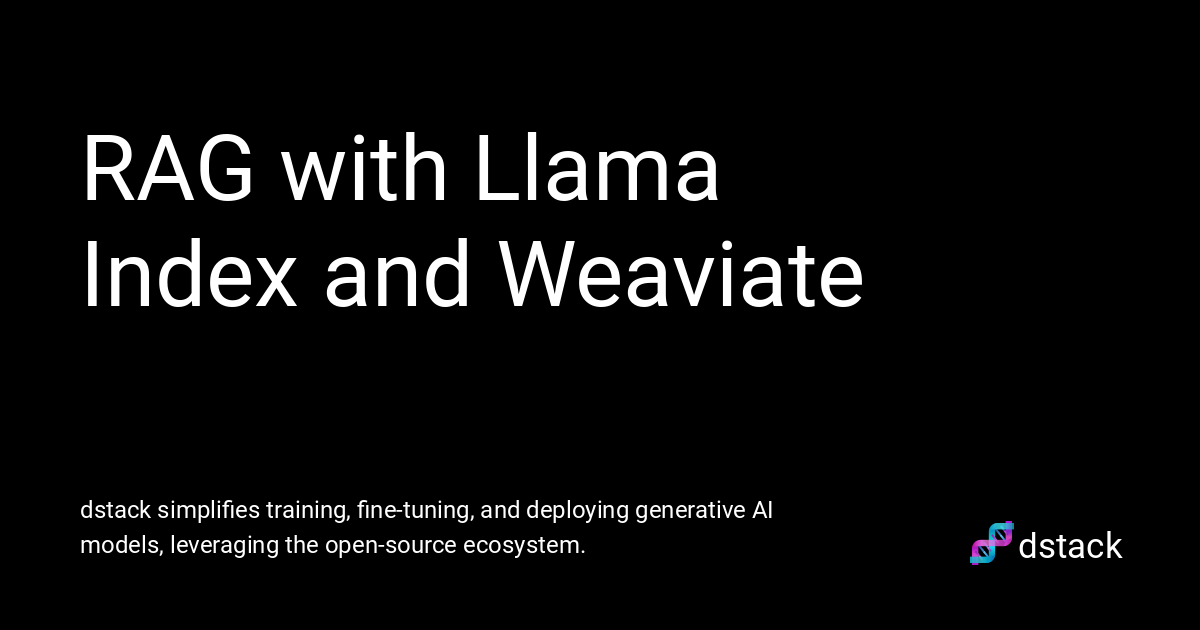 RAG with Llama
Index and Weaviate
dstack simplifies training, fine-tuning, and deploying generative AI
models, leveraging the open-source ecosystem.
dstack